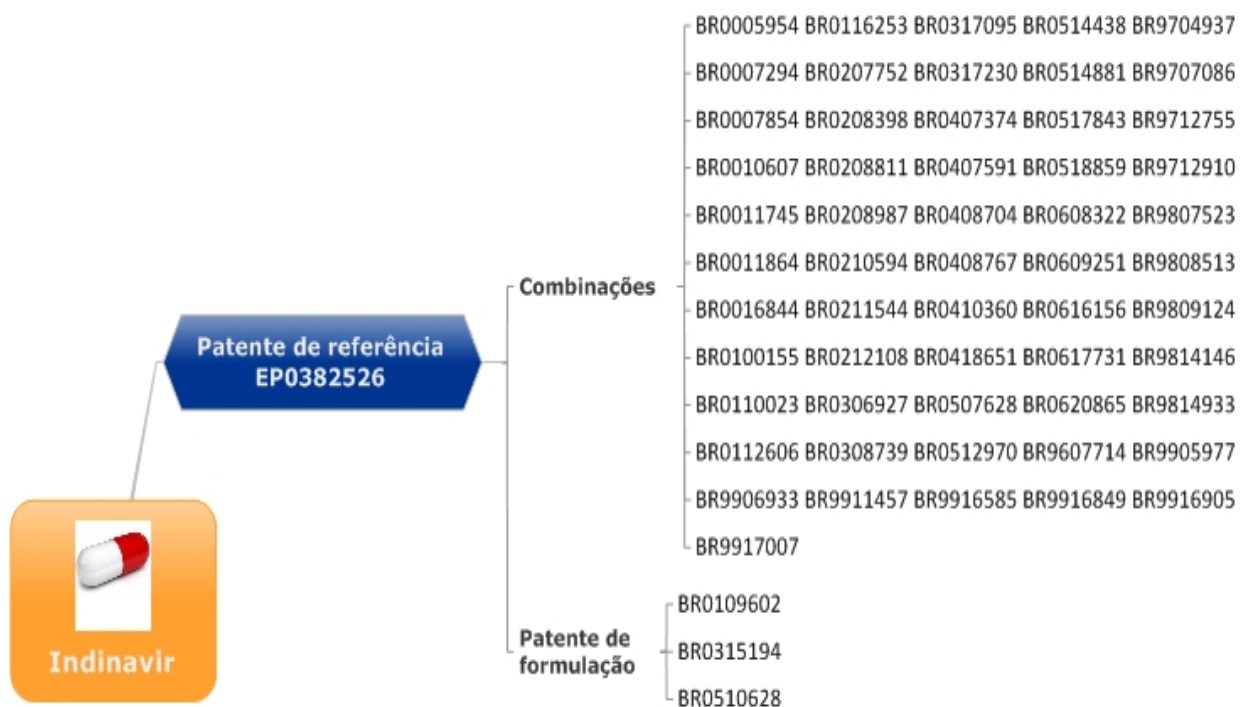 BR0005954 BR0116253 BR0317095 BR0514438 BR9704937
BR0007294 BR0207752 BR0317230 BR0514881 BR9707086
BR0007854 BR0208398 BR0407374 BR0517843 BR9712755
BR0010607 BR0208811 BR0407591 BR0518859 BR9712910
BR0011745 BR0208987 BR0408704 BR0608322 BR9807523
BR0011864 BR0210594 BR0408767 BR0609251 BR9808513
Combinações
BR0016844 BR0211544 BR0410360 BR0616156 BR9809124
Patente de referência
EP0382526
BR0100155 BR0212108 BR0418651 BR0617731 BR9814146
BR0110023 BR0306927 BR0507628 BR0620865 BR9814933
BR0112606 BR0308739 BR0512970 BR9607714 BR9905977
BR9906933 BR9911457 BR9916585 BR9916849 BR9916905
BR9917007
BR0109602
Patente de
formulação
BR0315194
BR0510628
Indinavir